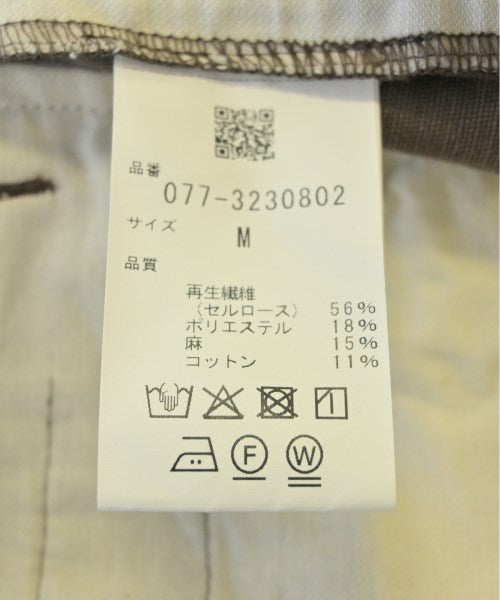 品番
077-3230802
サイズ
M
品質
再生繊維
(セルロース) 56%
ポリエステル 18%
麻 15%
コットン 11%
F W